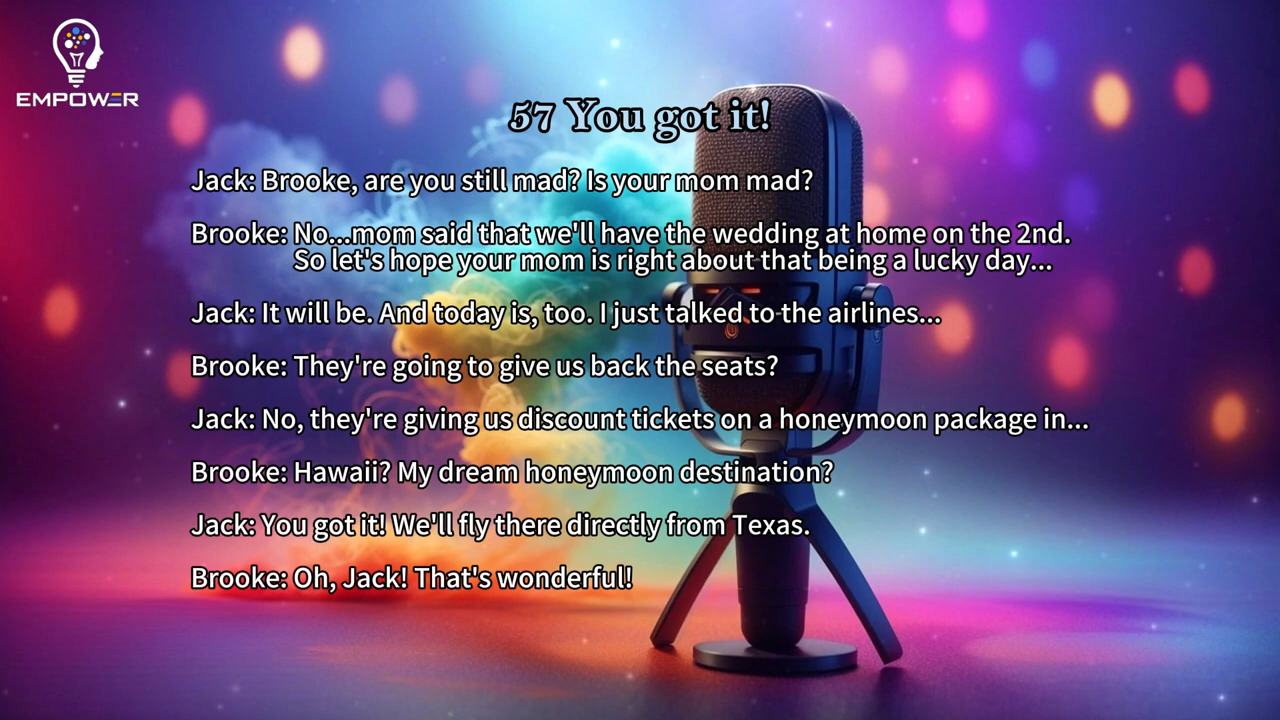 EMPOWER
57 You got it!
Jack: Brooke, are you still mad? Is your mom mad?
Brooke: No...mom said that we'll have the wedding at home on the 2nd.
So let's hope your mom is right about that being a lucky day...
Jack: It will be. And today is, too. I just talked to the airlines...
Brooke: They're going to give us back the seats?
Jack: No, they're giving us discount tickets on a honeymoon package in...
Brooke: Hawaii? My dream honeymoon destination?
Jack: You got it! We'll fly there directly from Texas.
Brooke: Oh, Jack! That's wonderful!